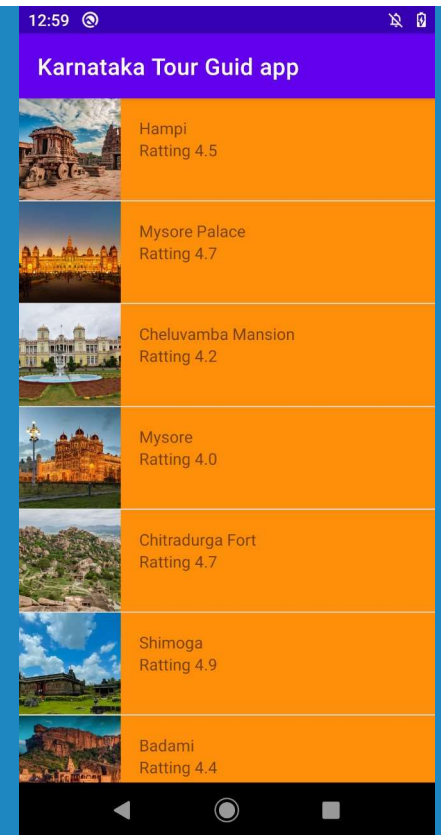 12:59
Karnataka Tour Guid app
Hampi
Ratting 4.5
Mysore Palace
Ratting 4.7
Cheluvamba Mansion
Ratting 4.2
Mysore
Ratting 4.0
Chitradurga Fort
Ratting 4.7
Shimoga
Ratting 4.9
Badami
Ratting 4.4